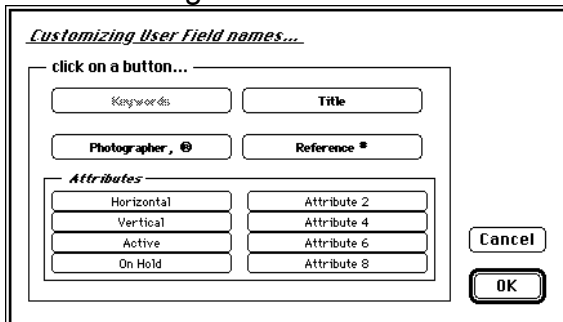 Customizing User Field names...
click on a button...
Keywords Title
Photographer, ® Reference #
Attributes
Horizontal Attribute 2
Vertical Attribute 4
Active Attribute 6
On Hold Attribute 8
Cancel
OK